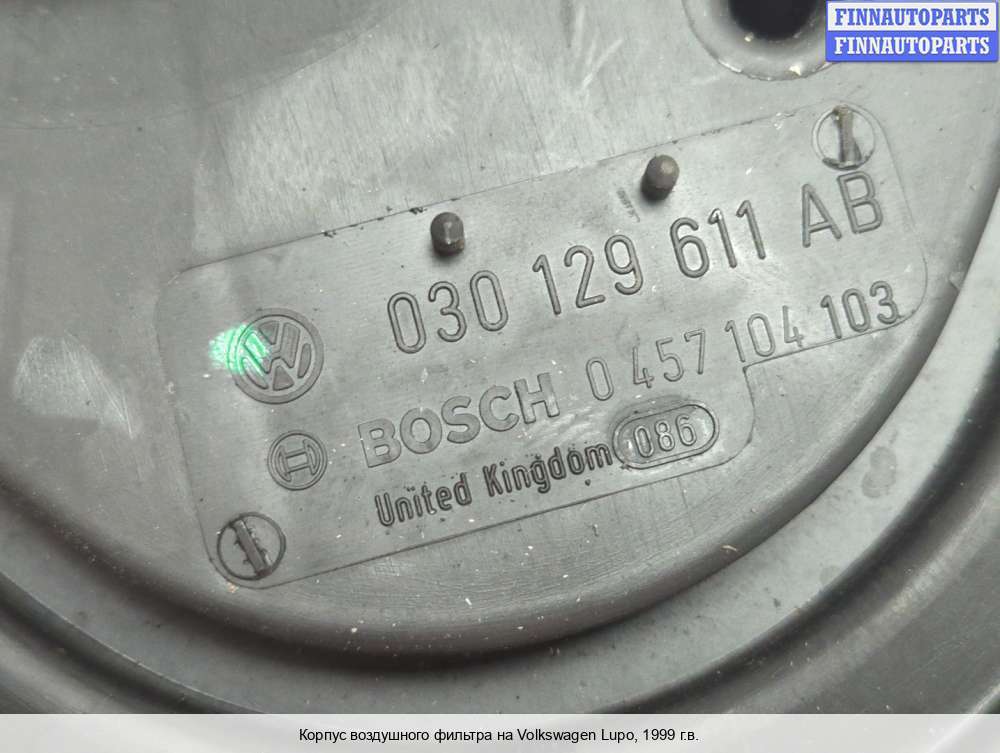 FINNAUTOPARTS
FINNAUTOPARTS
030 129 611 AB
BOSCH 0 457 104 103
United Kingdom 086
Корпус воздушного фильтра на Volkswagen Lupo, 1999 г.в.